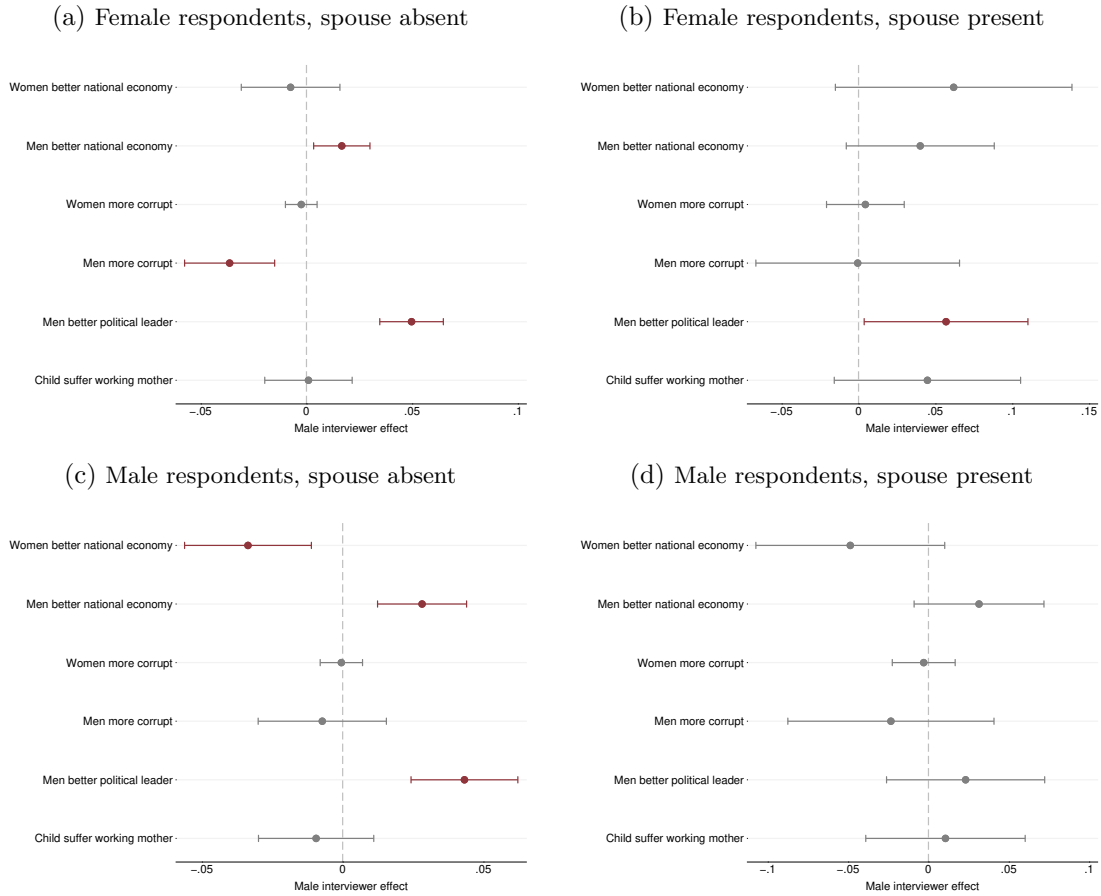 (a) Female respondents, spouse absent
Women better national economy
Men better national economy
Women more corrupt
Men more corrupt
Men better political leader
Child suffer working mother
−.05 0 .05 .1
Male interviewer effect
(b) Female respondents, spouse present
Women better national economy
Men better national economy
Women more corrupt
Men more corrupt
Men better political leader
Child suffer working mother
−.05 0 .05 .1 .15
Male interviewer effect
(c) Male respondents, spouse absent
Women better national economy
Men better national economy
Women more corrupt
Men more corrupt
Men better political leader
Child suffer working mother
−.05 0 .05
Male interviewer effect
(d) Male respondents, spouse present
Women better national economy
Men better national economy
Women more corrupt
Men more corrupt
Men better political leader
Child suffer working mother
−.1 −.05 0 .05 .1
Male interviewer effect